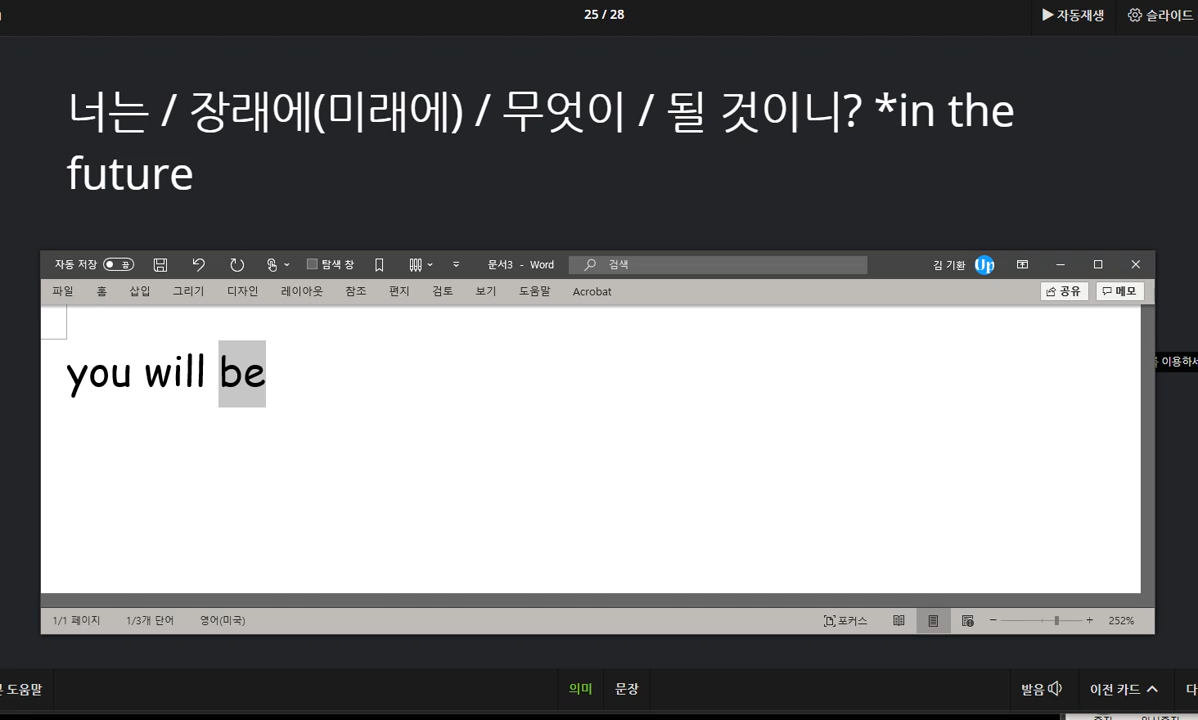 25 / 28
▶ 자동재생
슬라이드
너는 / 장래에(미래에) / 무엇이 / 될 것이니? *in the
future
자동 저장 끔 탐색 창 문서3 - Word 검색 김 기환 Up
파일 홈 삽입 그리기 디자인 레이아웃 참조 편지 검토 보기 도움말 Acrobat 공유 메모
you will be
이용하서
1/1 페이지 1/3개 단어 영어(미국) 포커스 − + 252%
도움말 의미 문장 발음 이전 카드 다